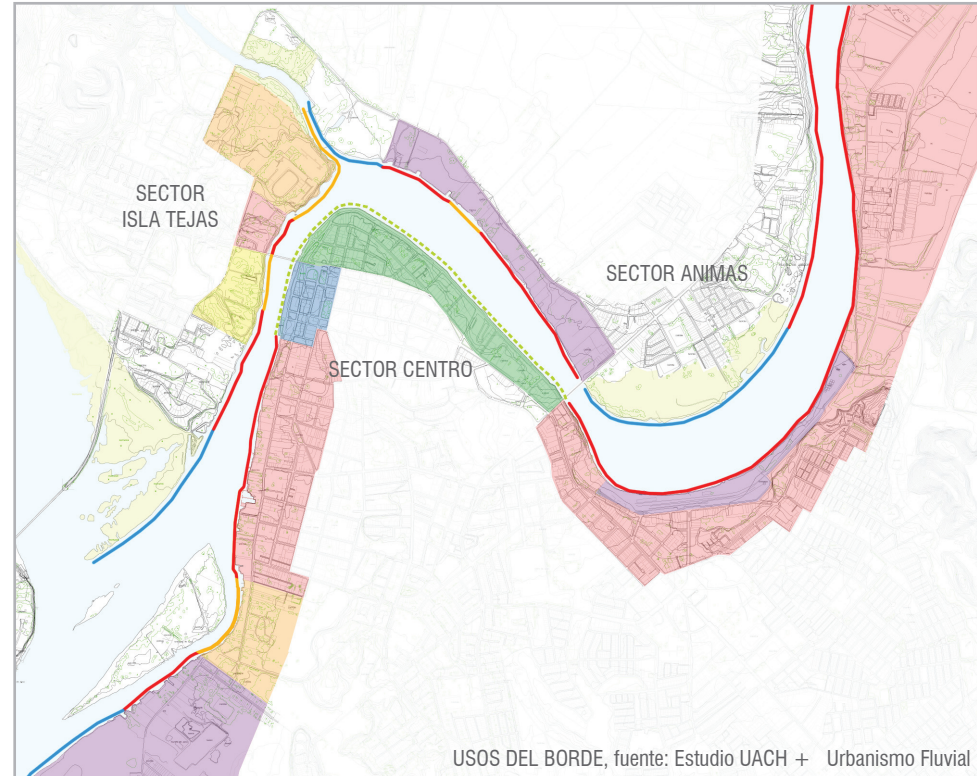 SECTOR
ISLA TEJAS
SECTOR ANIMAS
SECTOR CENTRO
USOS DEL BORDE, fuente: Estudio UACH + Urbanismo Fluvial